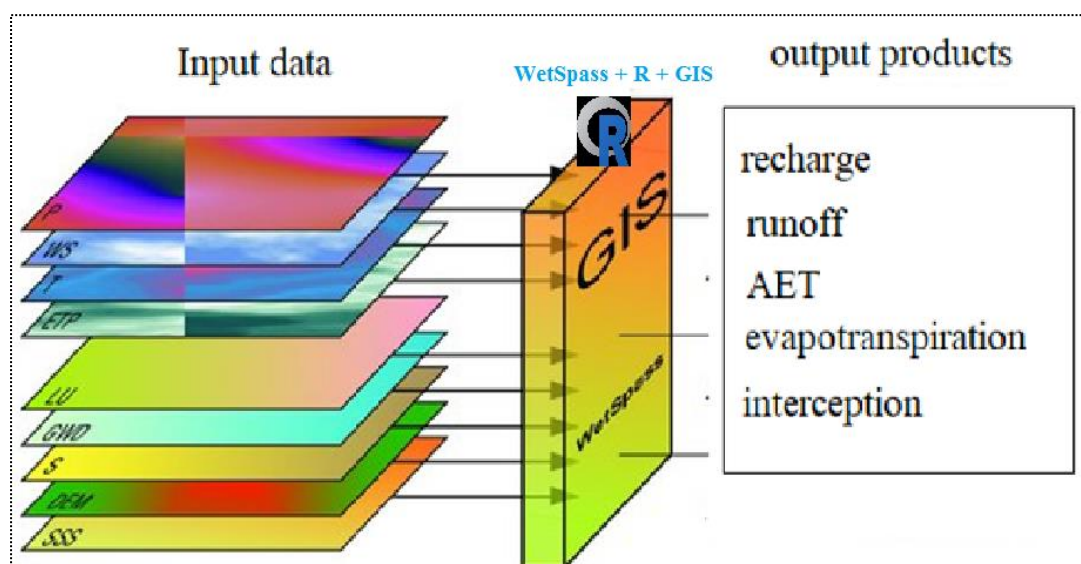 Input data
WetSpass + R + GIS
output products
R
P
WS
T
ETP
LU
GWD
S
DEM
SSS
GIS
WetSpass
recharge
runoff
AET
evapotranspiration
interception